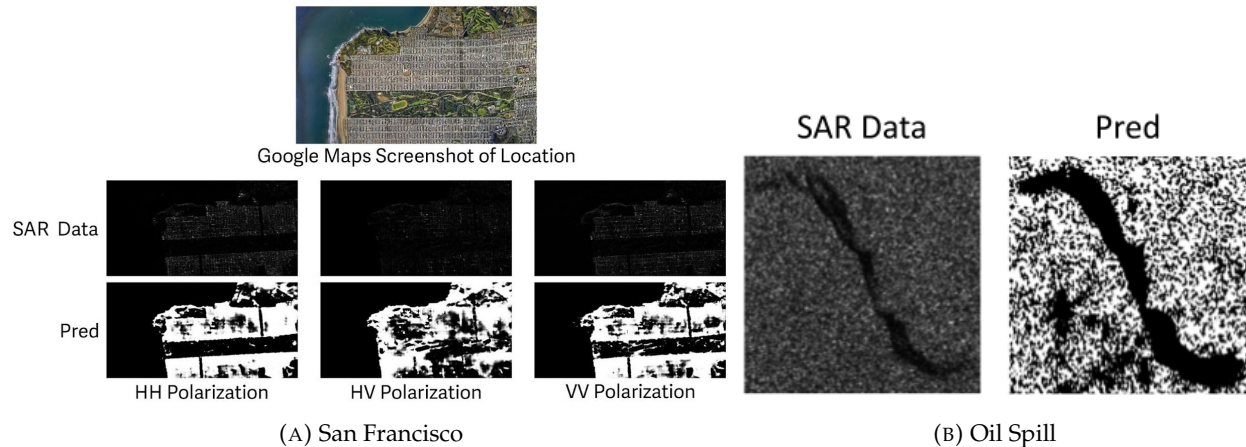 Google Maps Screenshot of Location
SAR Data
Pred
HH Polarization
HV Polarization
VV Polarization
(A) San Francisco
SAR Data
Pred
(B) Oil Spill